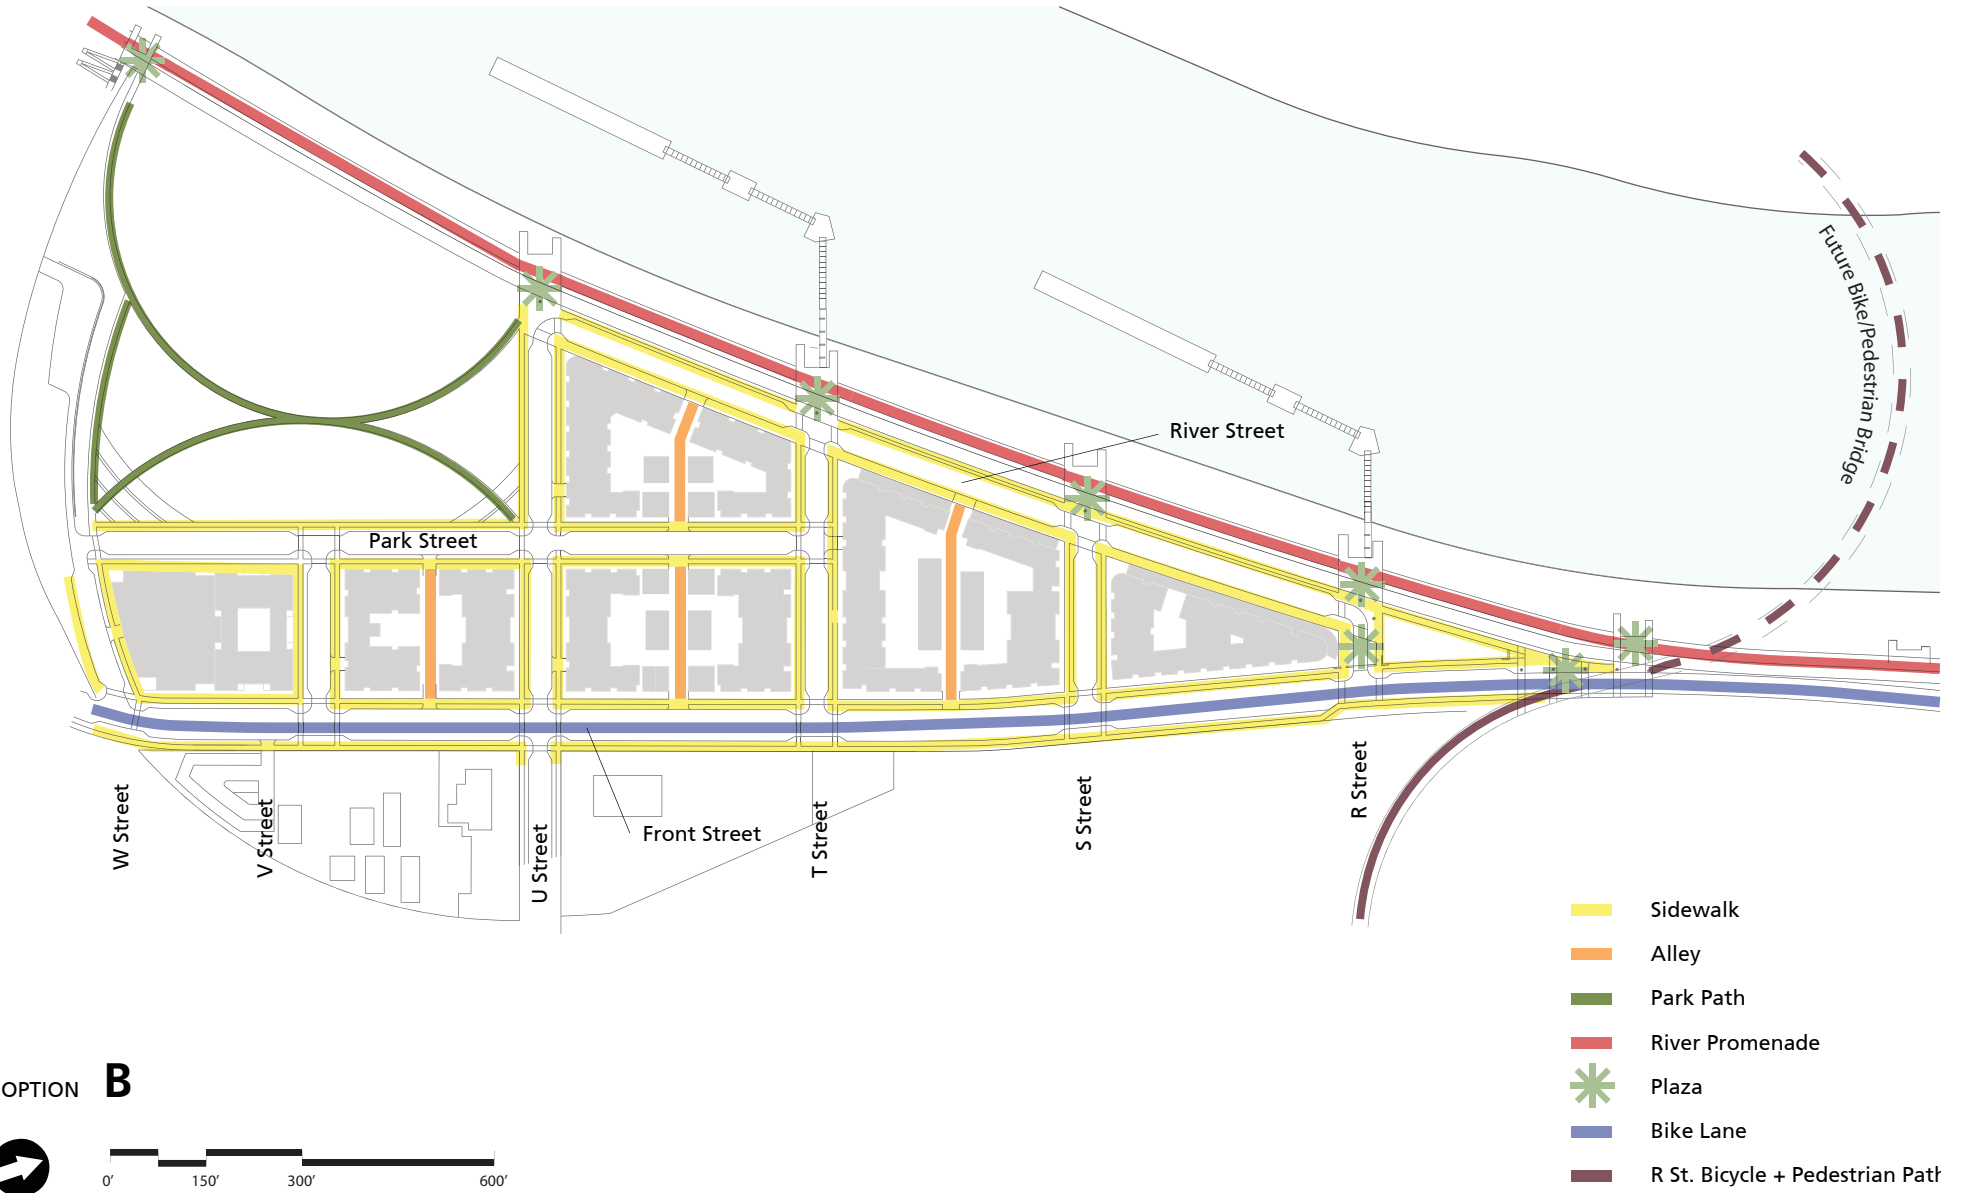 Future Bike/Pedestrian Bridge
River Street
Park Street
Front Street
W Street
V Street
U Street
T Street
S Street
R Street
Sidewalk
Alley
Park Path
River Promenade
Plaza
Bike Lane
R St. Bicycle + Pedestrian Path
OPTION B
0' 150' 300' 600'